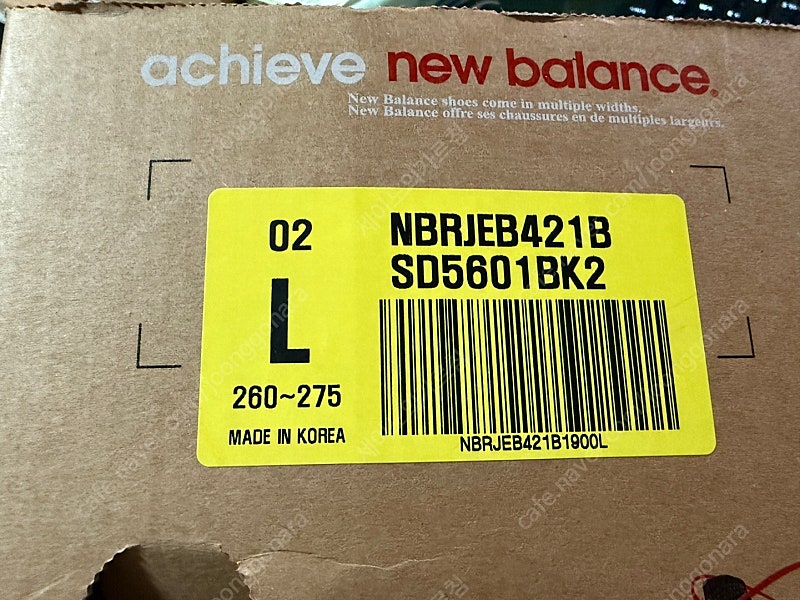 achieve new balance®
New Balance shoes come in multiple widths.
New Balance offre ses chaussures en de multiples largeurs.
02
L
260~275
MADE IN KOREA
NBRJEB421B
SD5601BK2
NBRJEB421B1900L